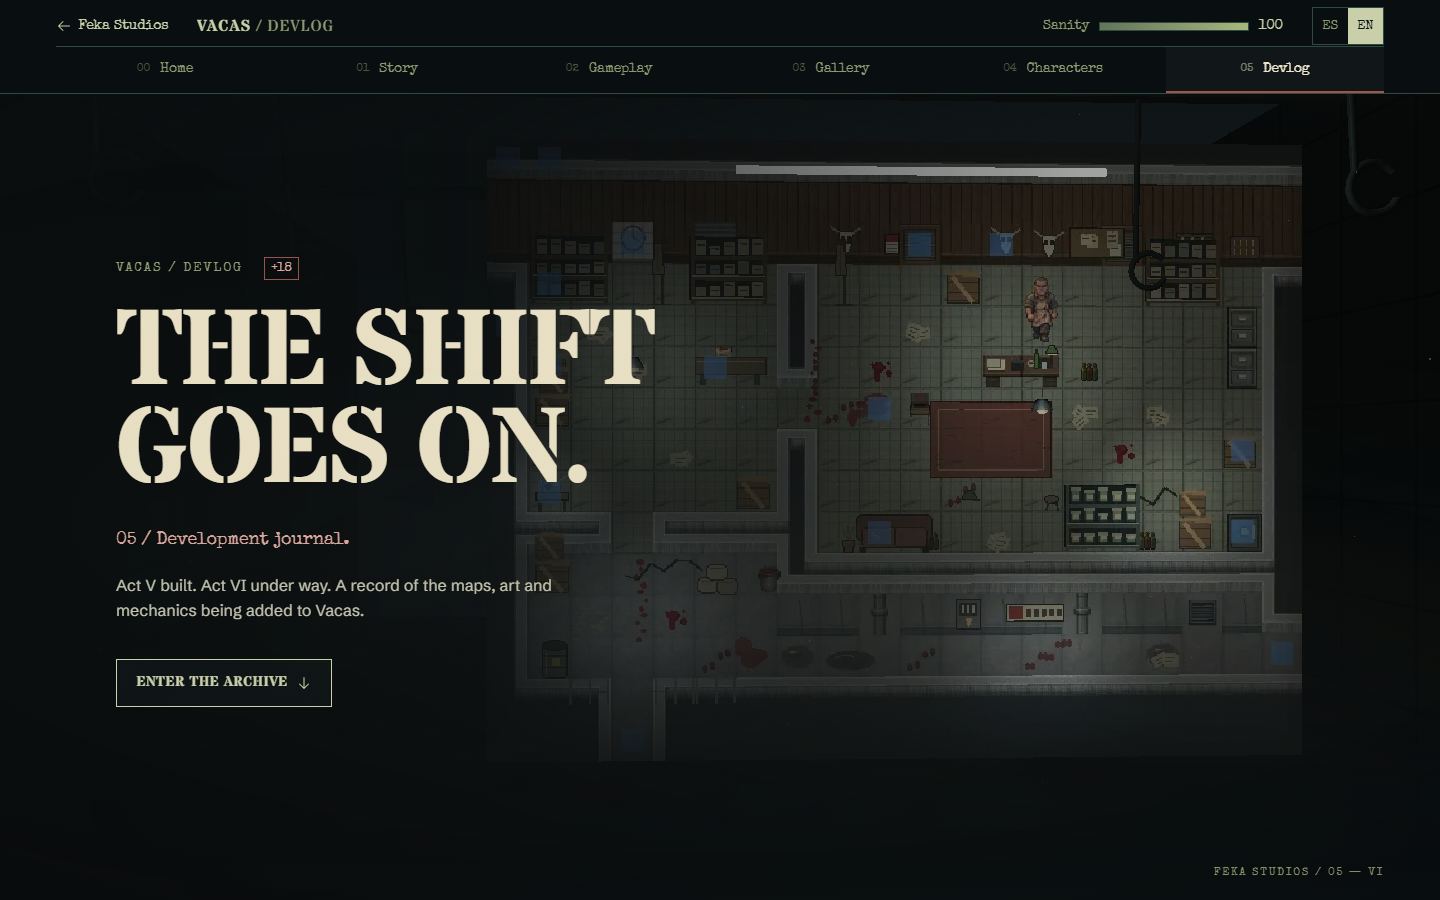 ← Feka Studios VACAS / DEVLOG Sanity 100 ES EN
00 Home 01 Story 02 Gameplay 03 Gallery 04 Characters 05 Devlog
VACAS / DEVLOG +18
THE SHIFT
GOES ON.
05 / Development journal.
Act V built. Act VI under way. A record of the maps, art and
mechanics being added to Vacas.
ENTER THE ARCHIVE ↓
FEKA STUDIOS / 05 — VI